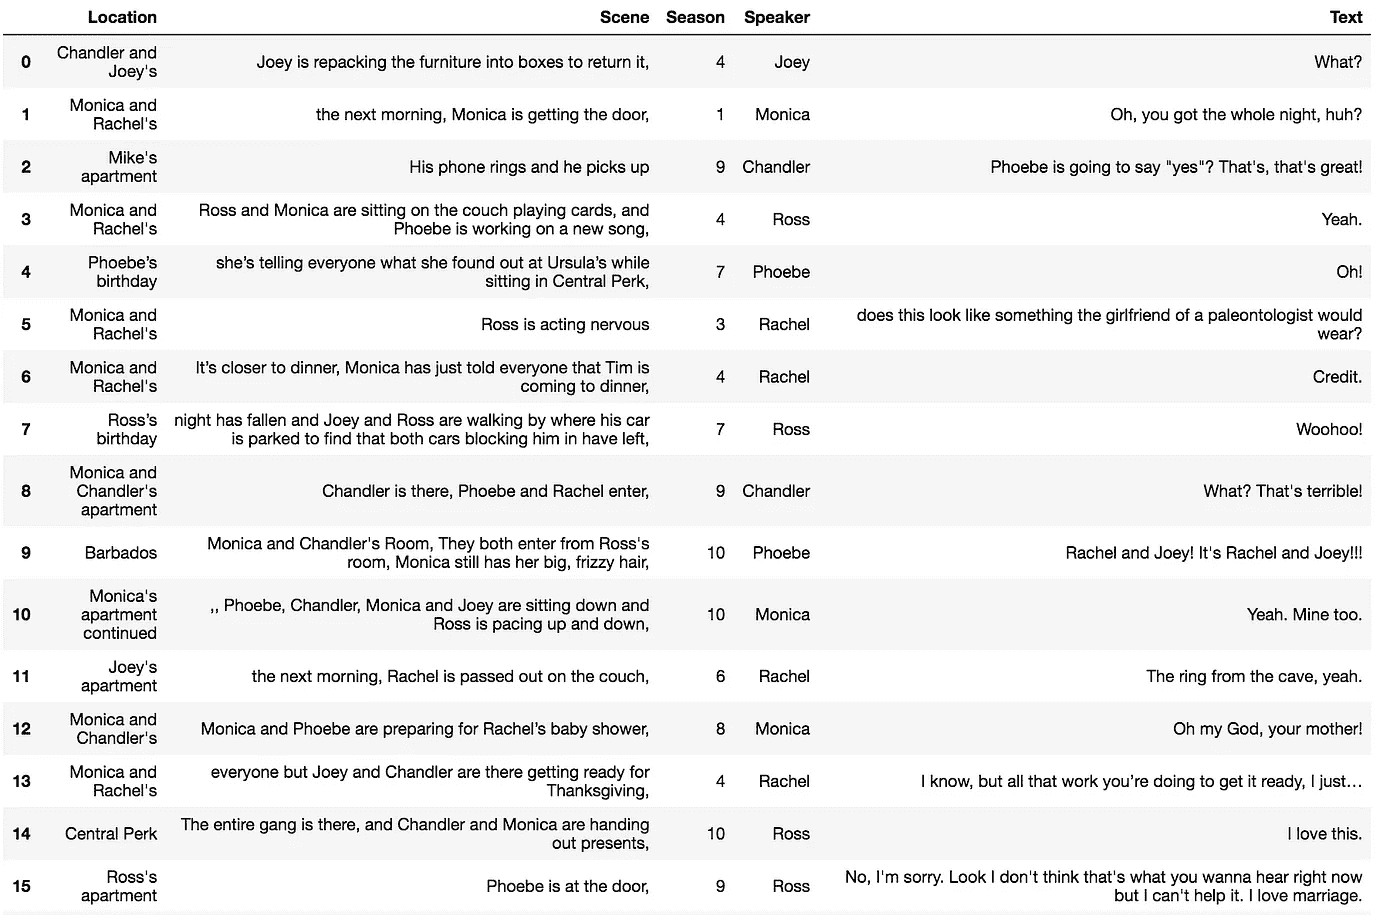 Location Scene Season Speaker Text
0 Chandler and Joey's Joey is repacking the furniture into boxes to return it, 4 Joey What?
1 Monica and Rachel's the next morning, Monica is getting the door, 1 Monica Oh, you got the whole night, huh?
2 Mike's apartment His phone rings and he picks up 9 Chandler Phoebe is going to say "yes"? That's, that's great!
3 Monica and Rachel's Ross and Monica are sitting on the couch playing cards, and Phoebe is working on a new song, 4 Ross Yeah.
4 Phoebe’s birthday she’s telling everyone what she found out at Ursula’s while sitting in Central Perk, 7 Phoebe Oh!
5 Monica and Rachel's Ross is acting nervous 3 Rachel does this look like something the girlfriend of a paleontologist would wear?
6 Monica and Rachel's It’s closer to dinner, Monica has just told everyone that Tim is coming to dinner, 4 Rachel Credit.
7 Ross’s birthday night has fallen and Joey and Ross are walking by where his car is parked to find that both cars blocking him in have left, 7 Ross Woohoo!
8 Monica and Chandler's apartment Chandler is there, Phoebe and Rachel enter, 9 Chandler What? That's terrible!
9 Barbados Monica and Chandler's Room, They both enter from Ross's room, Monica still has her big, frizzy hair, 10 Phoebe Rachel and Joey! It's Rachel and Joey!!!
10 Monica's apartment continued ,, Phoebe, Chandler, Monica and Joey are sitting down and Ross is pacing up and down, 10 Monica Yeah. Mine too.
11 Joey's apartment the next morning, Rachel is passed out on the couch, 6 Rachel The ring from the cave, yeah.
12 Monica and Chandler's Monica and Phoebe are preparing for Rachel’s baby shower, 8 Monica Oh my God, your mother!
13 Monica and Rachel's everyone but Joey and Chandler are there getting ready for Thanksgiving, 4 Rachel I know, but all that work you’re doing to get it ready, I just…
14 Central Perk The entire gang is there, and Chandler and Monica are handing out presents, 10 Ross I love this.
15 Ross's apartment Phoebe is at the door, 9 Ross No, I'm sorry. Look I don't think that's what you wanna hear right now but I can't help it. I love marriage.